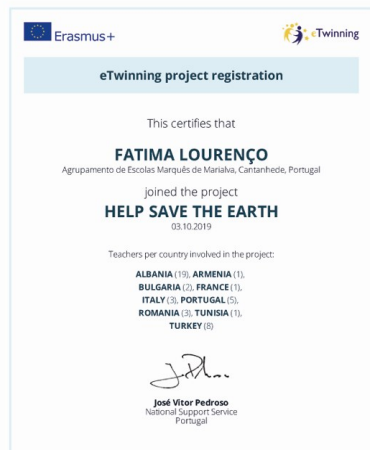 Erasmus+
eTwinning
eTwinning project registration
This certifies that
FATIMA LOURENÇO
Agrupamento de Escolas Marquês de Marialva, Cantanhede, Portugal
joined the project
HELP SAVE THE EARTH
03.10.2019
Teachers per country involved in the project:
ALBANIA (19), ARMENIA (1),
BULGARIA (2), FRANCE (1),
ITALY (3), PORTUGAL (5),
ROMANIA (3), TUNISIA (1),
TURKEY (8)
José Vitor Pedroso
National Support Service
Portugal